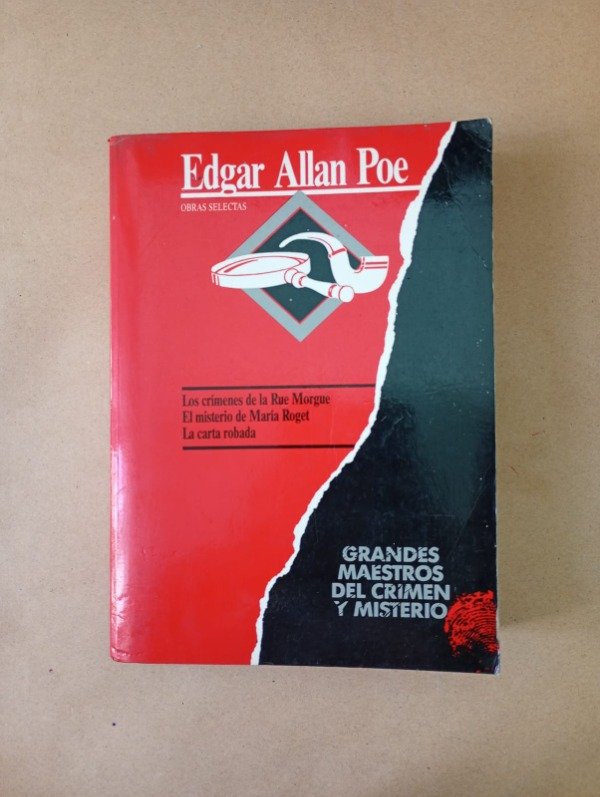 Edgar Allan Poe
OBRAS SELECTAS
Los crímenes de la Rue Morgue
El misterio de María Roget
La carta robada
GRANDES
MAESTROS
DEL CRIMEN
Y MISTERIO